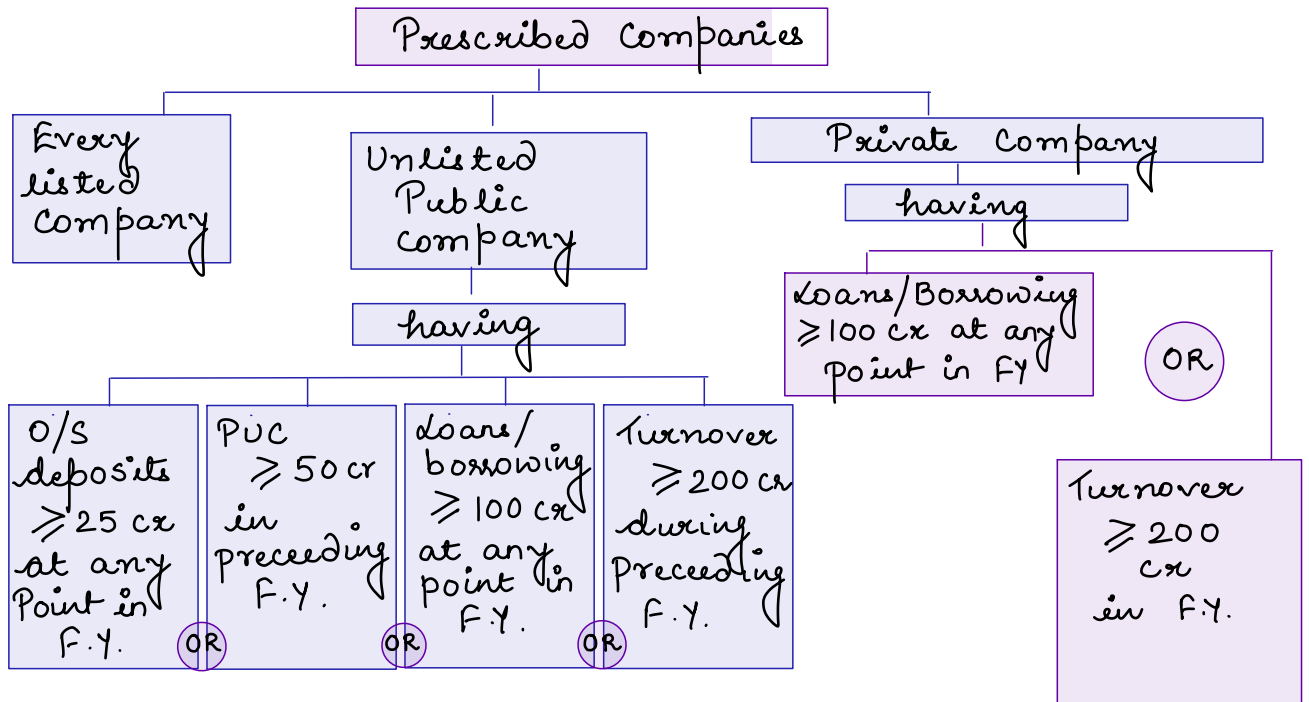 Prescribed Companies
Every
listed
Company
Unlisted
Public
company
having
O/S
deposits
⩾ 25 cr
at any
Point in
F.Y.
OR
PUC
⩾ 50 cr
in
preceeding
F.Y.
OR
Loans/
borrowing
⩾ 100 cr
at any
point in
F.Y.
OR
Turnover
⩾ 200 cr
during
preceeding
F.Y.
Private Company
having
Loans/Borrowing
⩾ 100 cr at any
point in FY
OR
Turnover
⩾ 200
cr
in F.Y.